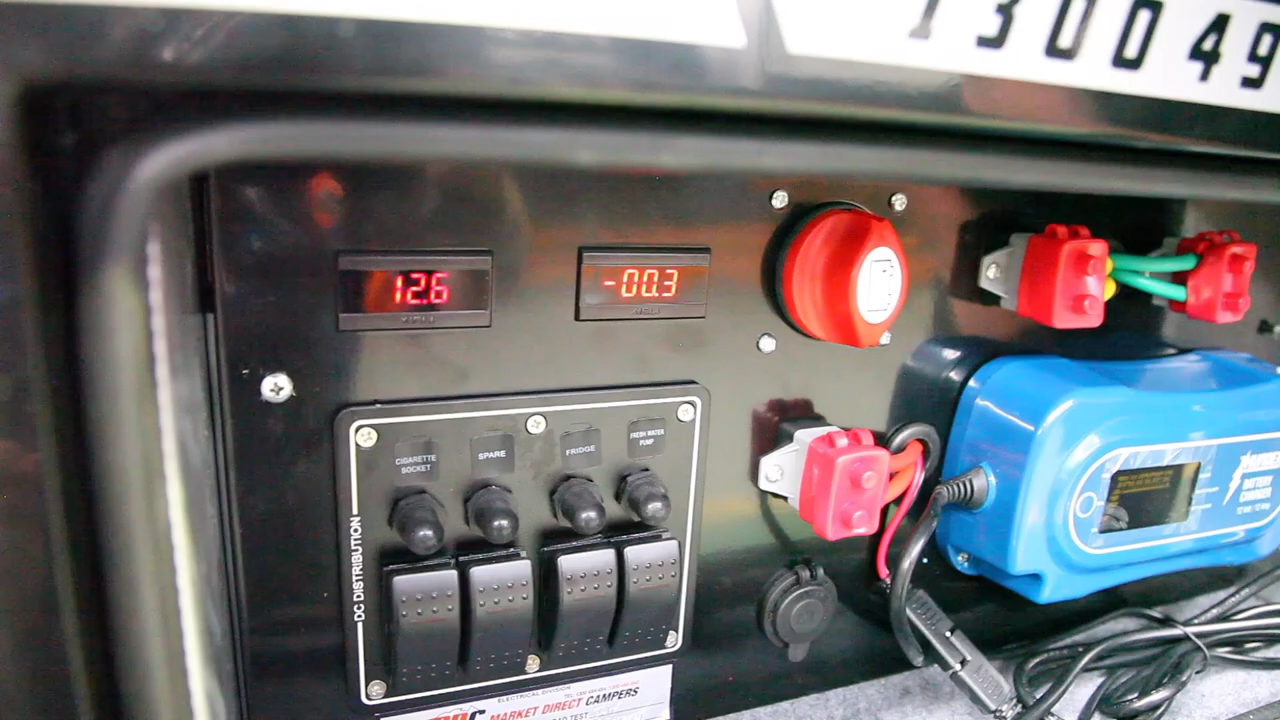 130049
12.6
-00.3
CIGARETTE
SOCKET
SPARE
FRIDGE
FRESH WATER
PUMP
DC DISTRIBUTION
BATTERY
CHARGER
ELECTRICAL DIVISION
MARKET DIRECT CAMPERS